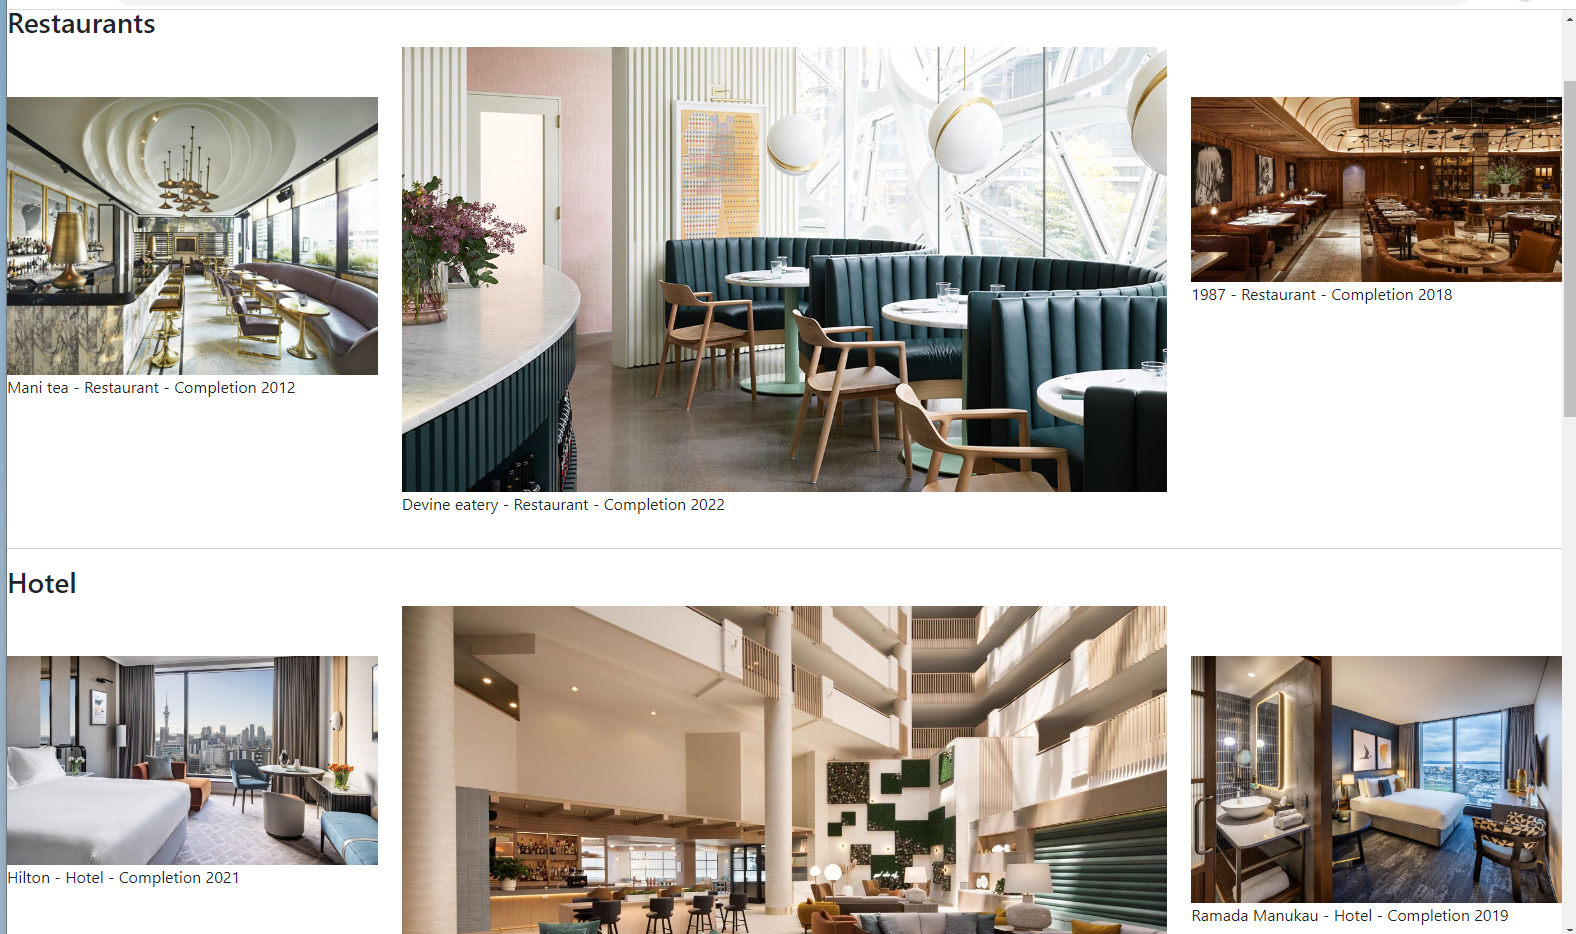 Restaurants
Mani tea - Restaurant - Completion 2012
Devine eatery - Restaurant - Completion 2022
1987 - Restaurant - Completion 2018
Hotel
Hilton - Hotel - Completion 2021
Ramada Manukau - Hotel - Completion 2019